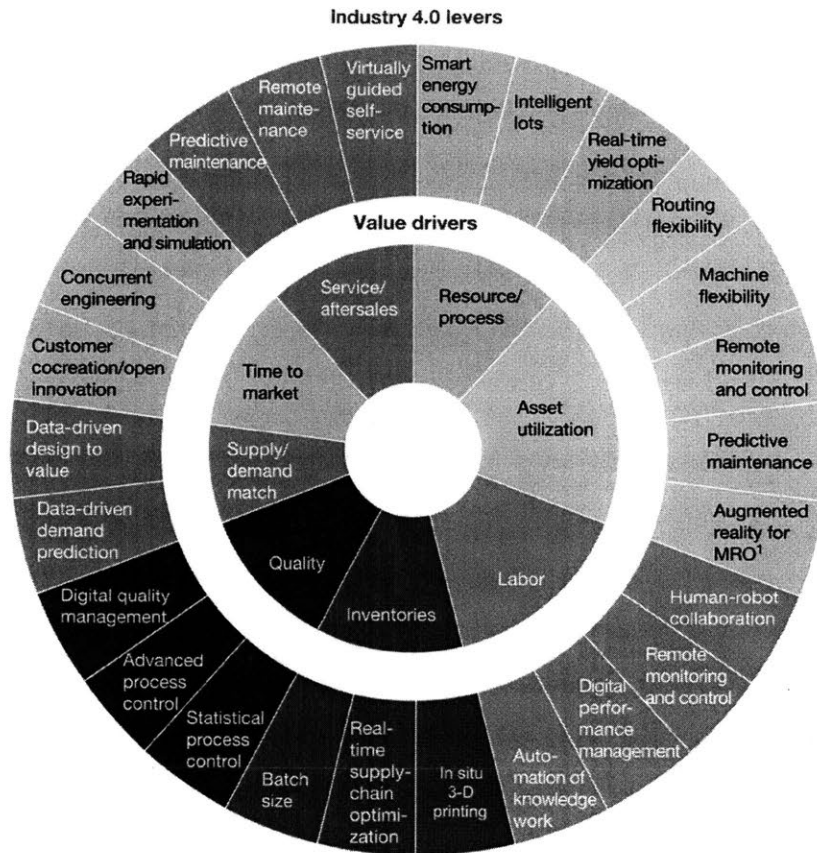 Industry 4.0 levers
Smart
energy
consump-
tion
Intelligent
lots
Real-time
yield opti-
mization
Routing
flexibility
Machine
flexibility
Remote
monitoring
and control
Predictive
maintenance
Augmented
reality for
MRO¹
Human-robot
collaboration
Remote
monitoring
and control
Digital
perfor-
mance
management
Auto-
mation of
knowledge
work
In situ
3-D
printing
Real-
time
supply-
chain
optimi-
zation
Batch
size
Statistical
process
control
Advanced
process
control
Digital quality
management
Data-driven
demand
prediction
Data-driven
design to
value
Customer
cocreation/open
innovation
Concurrent
engineering
Rapid
experi-
mentation
and simulation
Predictive
maintenance
Remote
mainte-
nance
Virtually
guided
self-
service
Value drivers
Resource/
process
Asset
utilization
Labor
Inventories
Quality
Supply/
demand
match
Time to
market
Service/
aftersales